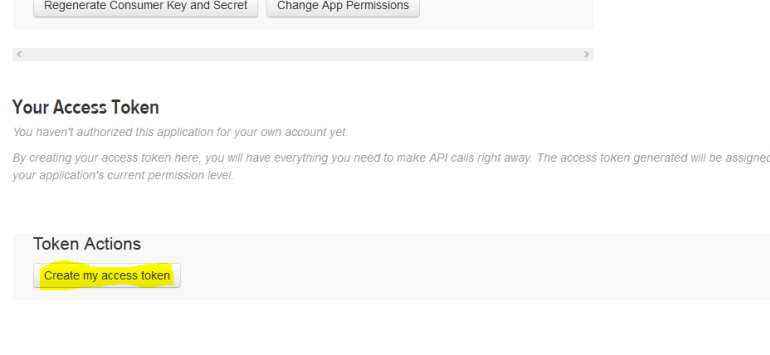 Regenerate Consumer Key and Secret Change App Permissions
Your Access Token
You haven't authorized this application for your own account yet.
By creating your access token here, you will have everything you need to make API calls right away. The access token generated will be assigned
your application's current permission level.
Token Actions
Create my access token